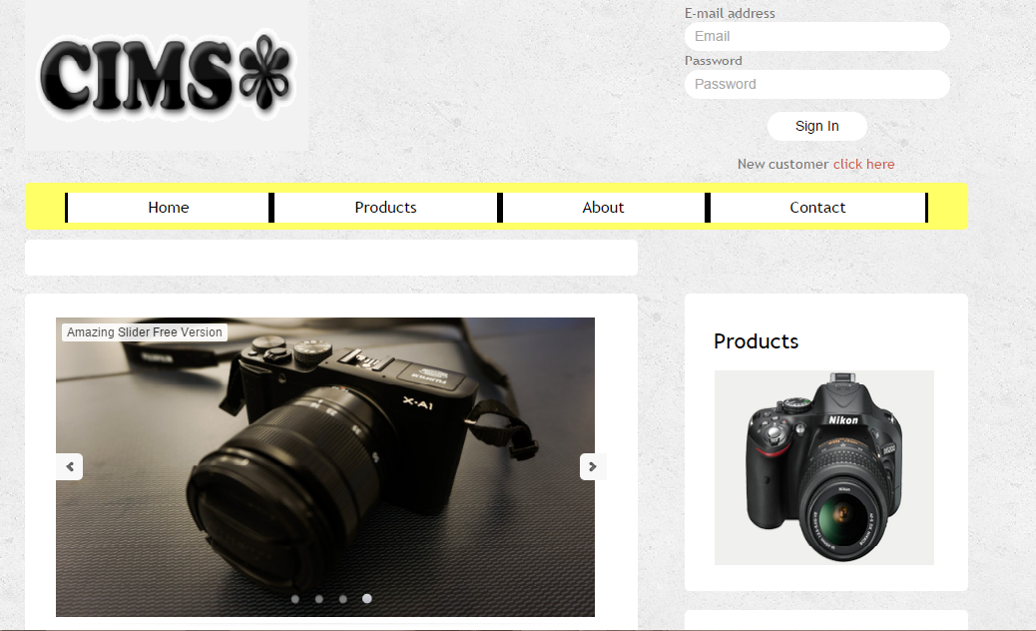 CIMS
E-mail address
Email
Password
Password
Sign In
New customer click here
Home Products About Contact
Amazing Slider Free Version
FUJIFILM
X-A1
Products
Nikon